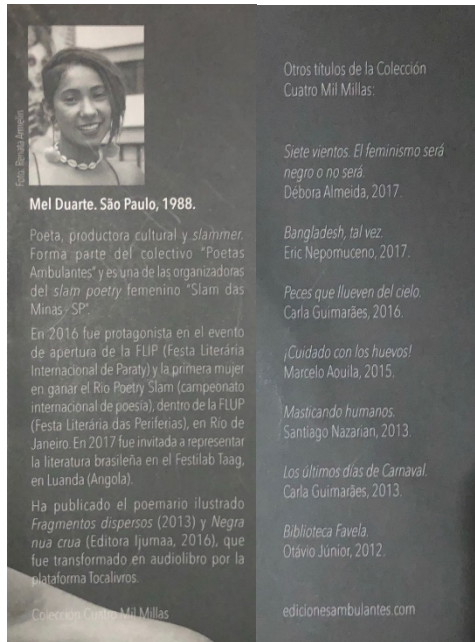 Foto: Renata Armelin
Mel Duarte. São Paulo, 1988.
Poeta, productora cultural y slammer.
Forma parte del colectivo "Poetas
Ambulantes" y es una de las organizadoras
del slam poetry femenino "Slam das
Minas - SP".
En 2016 fue protagonista en el evento
de apertura de la FLIP (Festa Literária
Internacional de Paraty) y la primera mujer
en ganar el Rio Poetry Slam (campeonato
internacional de poesía), dentro de la FLUP
(Festa Literária das Periferias), en Río de
Janeiro. En 2017 fue invitada a representar
la literatura brasileña en el Festilab Taag,
en Luanda (Angola).
Ha publicado el poemario ilustrado
Fragmentos dispersos (2013) y Negra
nua crua (Editora Ijumaa, 2016), que
fue transformado en audiolibro por la
plataforma Tocalivros.
Colección Cuatro Mil Millas
Otros títulos de la Colección
Cuatro Mil Millas:
Siete vientos. El feminismo será
negro o no será.
Débora Almeida, 2017.
Bangladesh, tal vez.
Eric Nepomuceno, 2017.
Peces que llueven del cielo.
Carla Guimarães, 2016.
¡Cuidado con los huevos!
Marcelo Aouila, 2015.
Masticando humanos.
Santiago Nazarian, 2013.
Los últimos días de Carnaval.
Carla Guimarães, 2013.
Biblioteca Favela.
Otávio Júnior, 2012.
edicionesambulantes.com